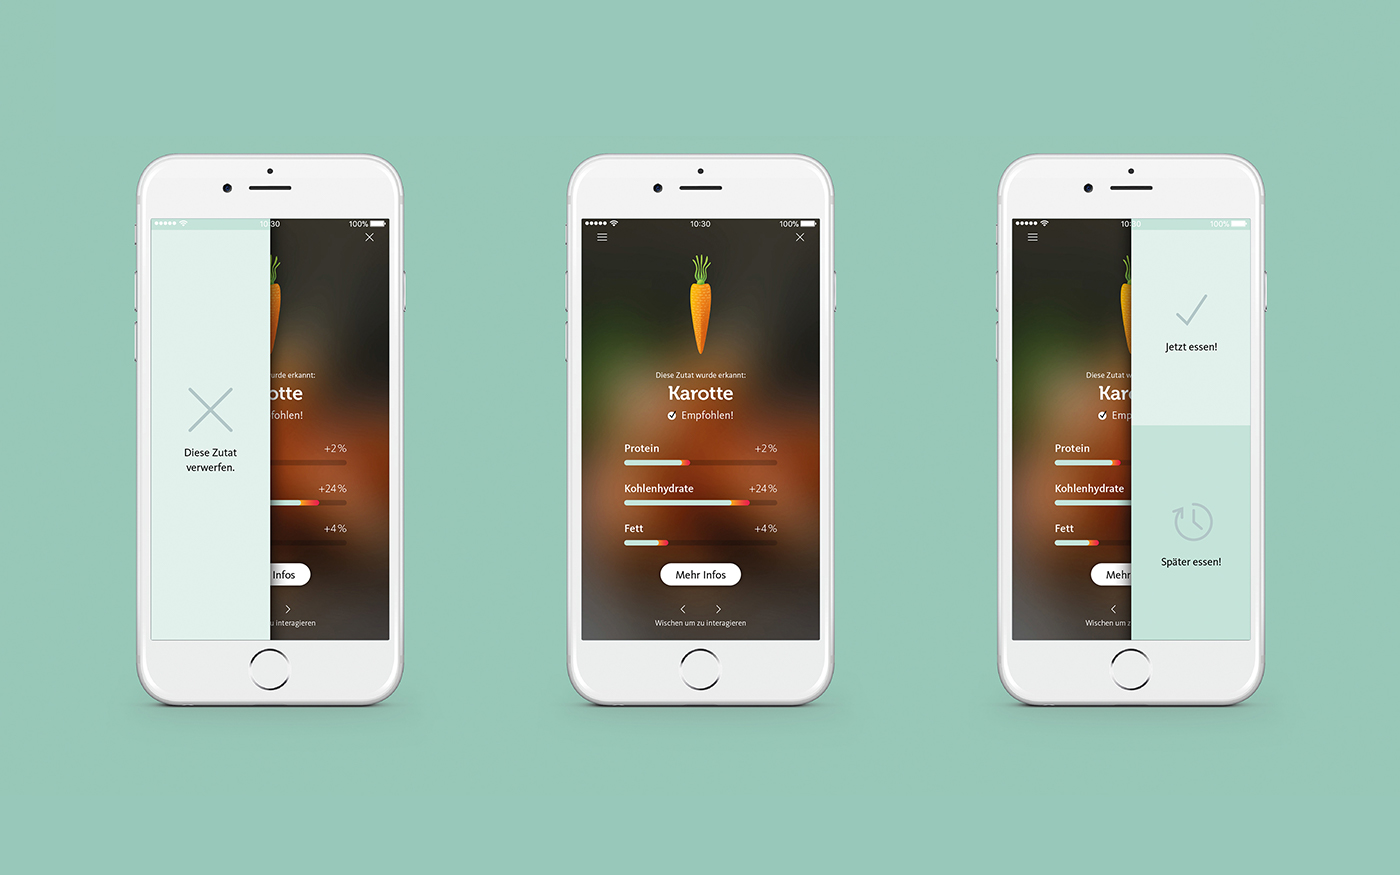 10:30
100%
urde erkannt:
otte
fohlen!
+2%
+24%
+4%
Infos
u interagieren
Diese Zutat
verwerfen.
10:30
100%
Diese Zutat wurde erkannt:
Karotte
Empfohlen!
Protein +2%
Kohlenhydrate +24%
Fett +4%
Mehr Infos
Wischen um zu interagieren
10:30
100%
Diese Zutat w
Karo
Emp
Protein
Kohlenhydrate
Fett
Mehr
Wischen um z
Jetzt essen!
Später essen!